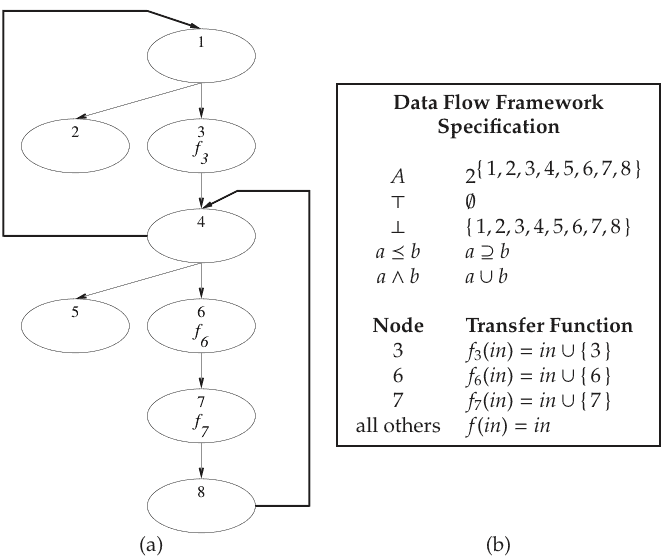 1
2
3
f3
4
5
6
f6
7
f7
8
(a)
Data Flow Framework
Specification
A 2{1, 2, 3, 4, 5, 6, 7, 8}
⊤ ∅
⊥ {1, 2, 3, 4, 5, 6, 7, 8}
a ⪯ b a ⊇ b
a ∧ b a ∪ b
Node Transfer Function
3 f3(in) = in ∪ {3}
6 f6(in) = in ∪ {6}
7 f7(in) = in ∪ {7}
all others f(in) = in
(b)